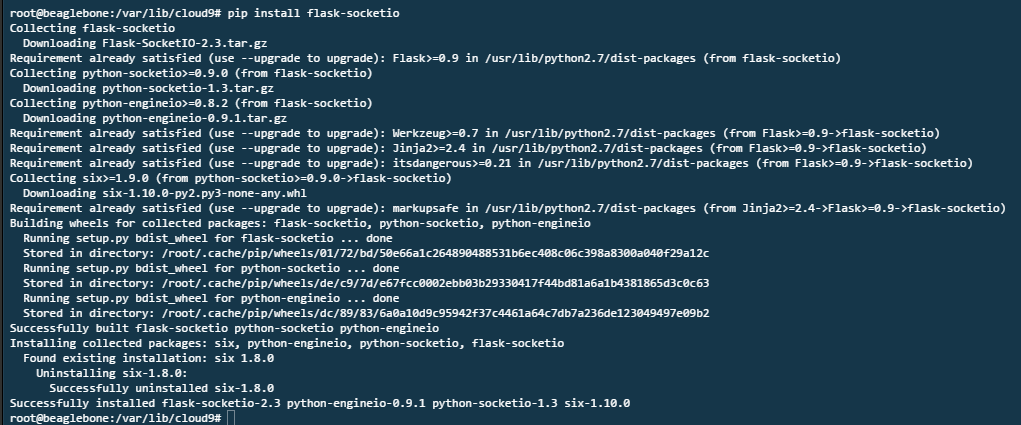 root@beaglebone:/var/lib/cloud9# pip install flask-socketio
Collecting flask-socketio
Downloading Flask-SocketIO-2.3.tar.gz
Requirement already satisfied (use --upgrade to upgrade): Flask>=0.9 in /usr/lib/python2.7/dist-packages (from flask-socketio)
Collecting python-socketio>=0.9.0 (from flask-socketio)
Downloading python-socketio-1.3.tar.gz
Collecting python-engineio>=0.8.2 (from flask-socketio)
Downloading python-engineio-0.9.1.tar.gz
Requirement already satisfied (use --upgrade to upgrade): Werkzeug>=0.7 in /usr/lib/python2.7/dist-packages (from Flask>=0.9->flask-socketio)
Requirement already satisfied (use --upgrade to upgrade): Jinja2>=2.4 in /usr/lib/python2.7/dist-packages (from Flask>=0.9->flask-socketio)
Requirement already satisfied (use --upgrade to upgrade): itsdangerous>=0.21 in /usr/lib/python2.7/dist-packages (from Flask>=0.9->flask-socketio)
Collecting six>=1.9.0 (from python-socketio>=0.9.0->flask-socketio)
Downloading six-1.10.0-py2.py3-none-any.whl
Requirement already satisfied (use --upgrade to upgrade): markupsafe in /usr/lib/python2.7/dist-packages (from Jinja2>=2.4->Flask>=0.9->flask-socketio)
Building wheels for collected packages: flask-socketio, python-socketio, python-engineio
Running setup.py bdist_wheel for flask-socketio ... done
Stored in directory: /root/.cache/pip/wheels/01/72/bd/50e66a1c264890488531b6ec408c06c398a8300a040f29a12c
Running setup.py bdist_wheel for python-socketio ... done
Stored in directory: /root/.cache/pip/wheels/de/c9/7d/e67fcc0002ebb03b29330417f44bd81a6a1b4381865d3c0c63
Running setup.py bdist_wheel for python-engineio ... done
Stored in directory: /root/.cache/pip/wheels/dc/89/83/6a0a10d9c95942f37c4461a64c7db7a236de123049497e09b2
Successfully built flask-socketio python-socketio python-engineio
Installing collected packages: six, python-engineio, python-socketio, flask-socketio
Found existing installation: six 1.8.0
Uninstalling six-1.8.0:
Successfully uninstalled six-1.8.0
Successfully installed flask-socketio-2.3 python-engineio-0.9.1 python-socketio-1.3 six-1.10.0
root@beaglebone:/var/lib/cloud9#